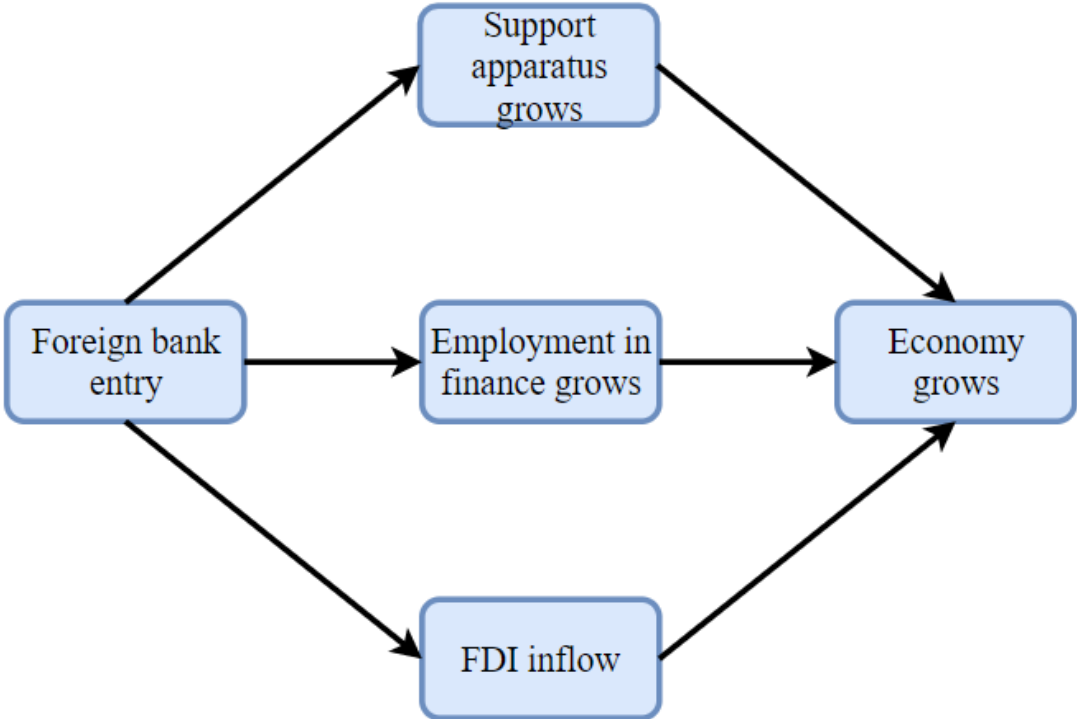 Support
apparatus
grows
Foreign bank
entry
Employment in
finance grows
Economy
grows
FDI inflow